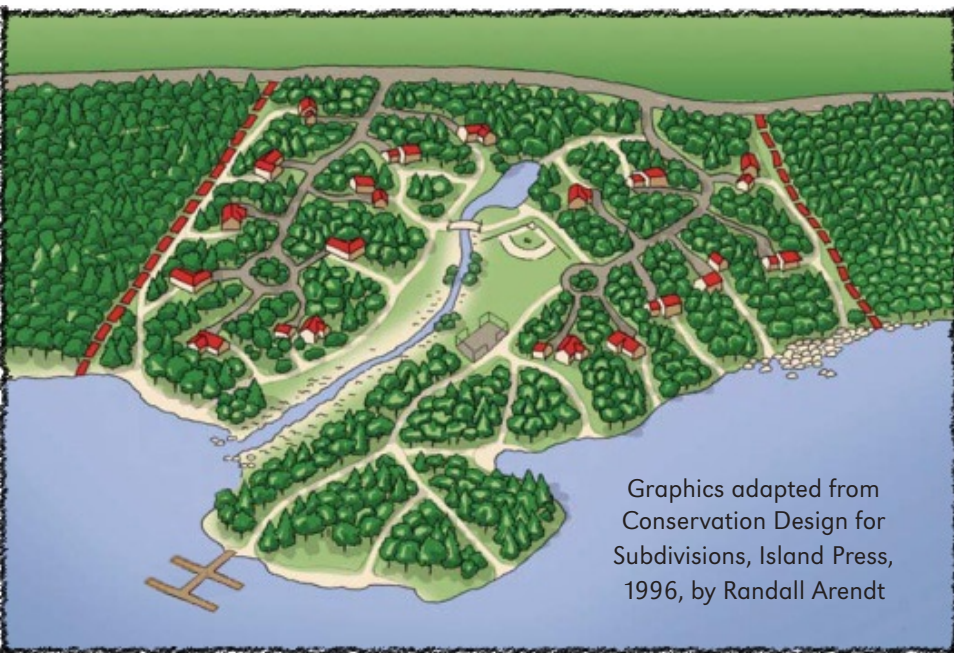 Graphics adapted from
Conservation Design for
Subdivisions, Island Press,
1996, by Randall Arendt